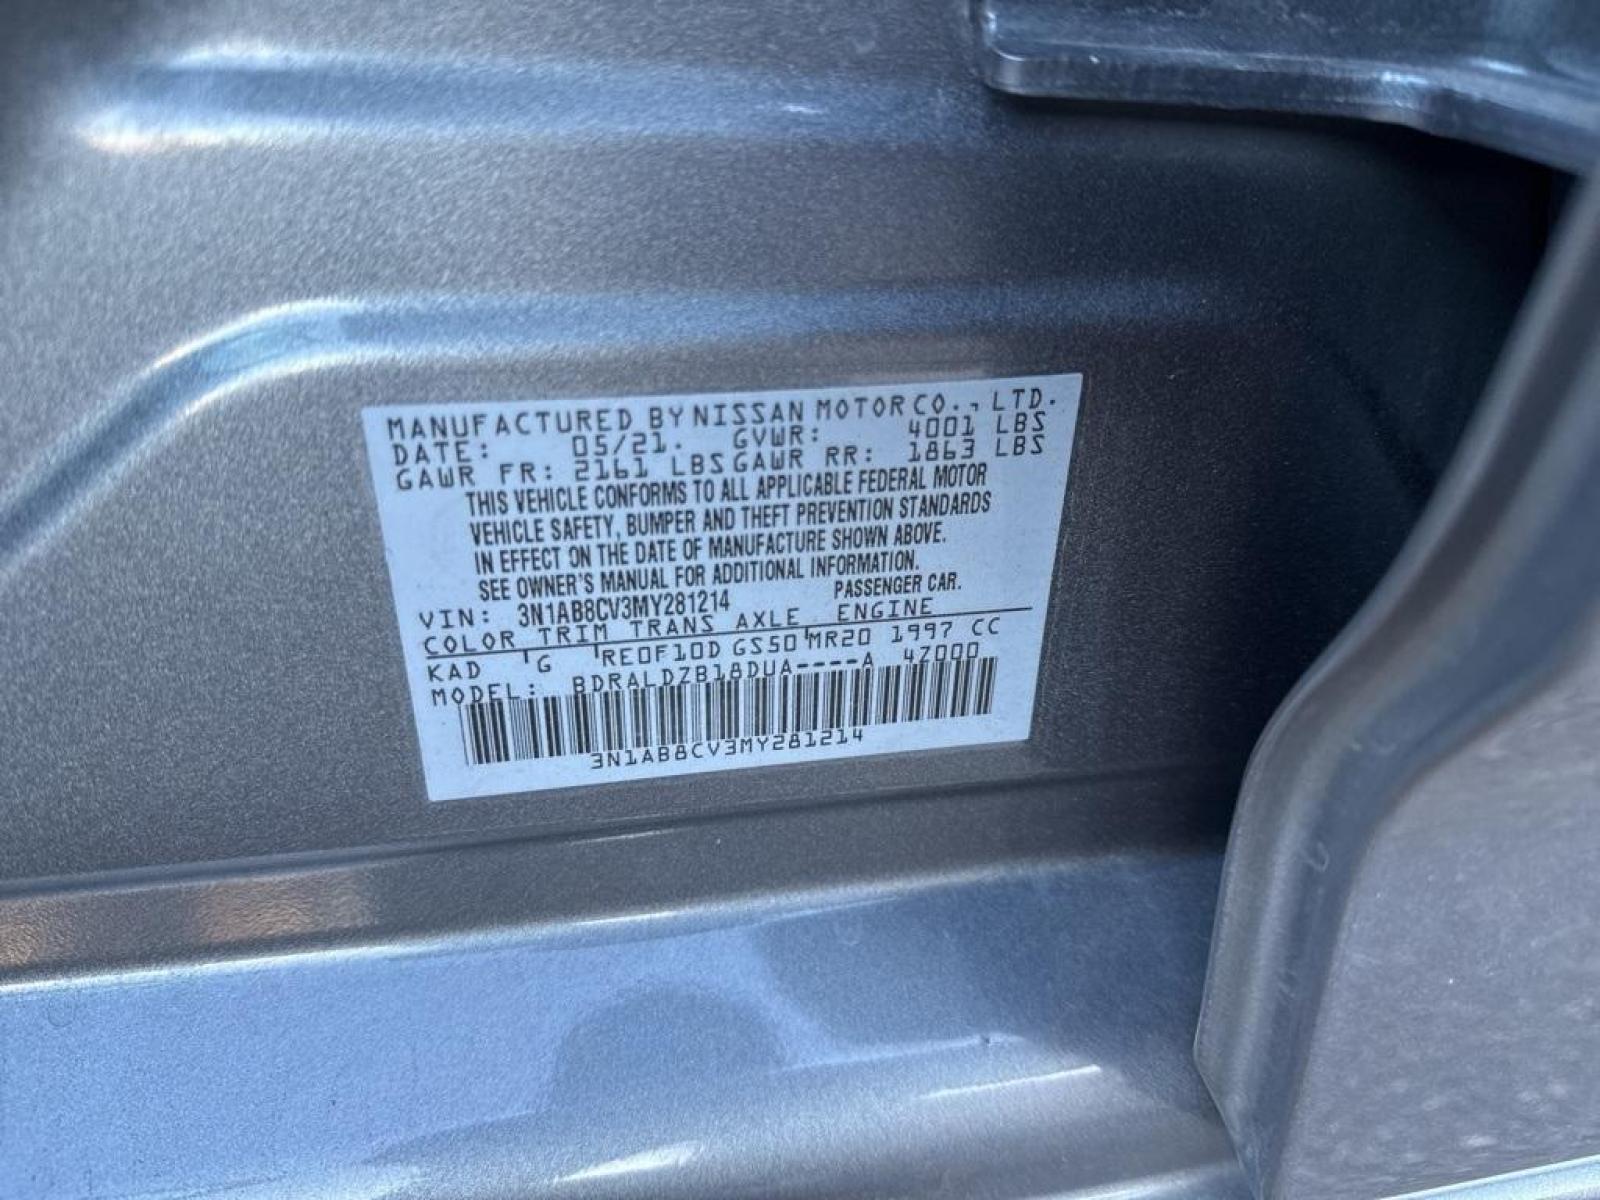 MANUFACTURED BY NISSAN MOTOR CO., LTD.
DATE: 05/21. GVWR: 4001 LBS
GAWR FR: 2161 LBS GAWR RR: 1863 LBS
THIS VEHICLE CONFORMS TO ALL APPLICABLE FEDERAL MOTOR
VEHICLE SAFETY, BUMPER AND THEFT PREVENTION STANDARDS
IN EFFECT ON THE DATE OF MANUFACTURE SHOWN ABOVE.
SEE OWNER'S MANUAL FOR ADDITIONAL INFORMATION.
VIN: 3N1AB8CV3MY281214 PASSENGER CAR.
COLOR TRIM TRANS AXLE ENGINE
KAD G RE0F10D GS50 MR20 1997 CC
MODEL: BDRALDZB18DUA----A 4Z000
3N1AB8CV3MY281214